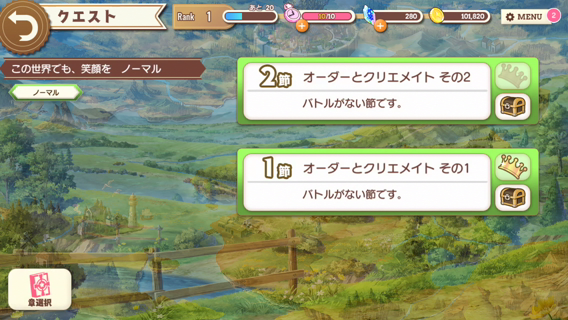 クエスト
Rank 1
あと 20
10/10
280
101,820
MENU
2
この世界でも、笑顔を ノーマル
ノーマル
2節 オーダーとクリエメイト その2
バトルがない節です。
1節 オーダーとクリエメイト その1
バトルがない節です。
章選択